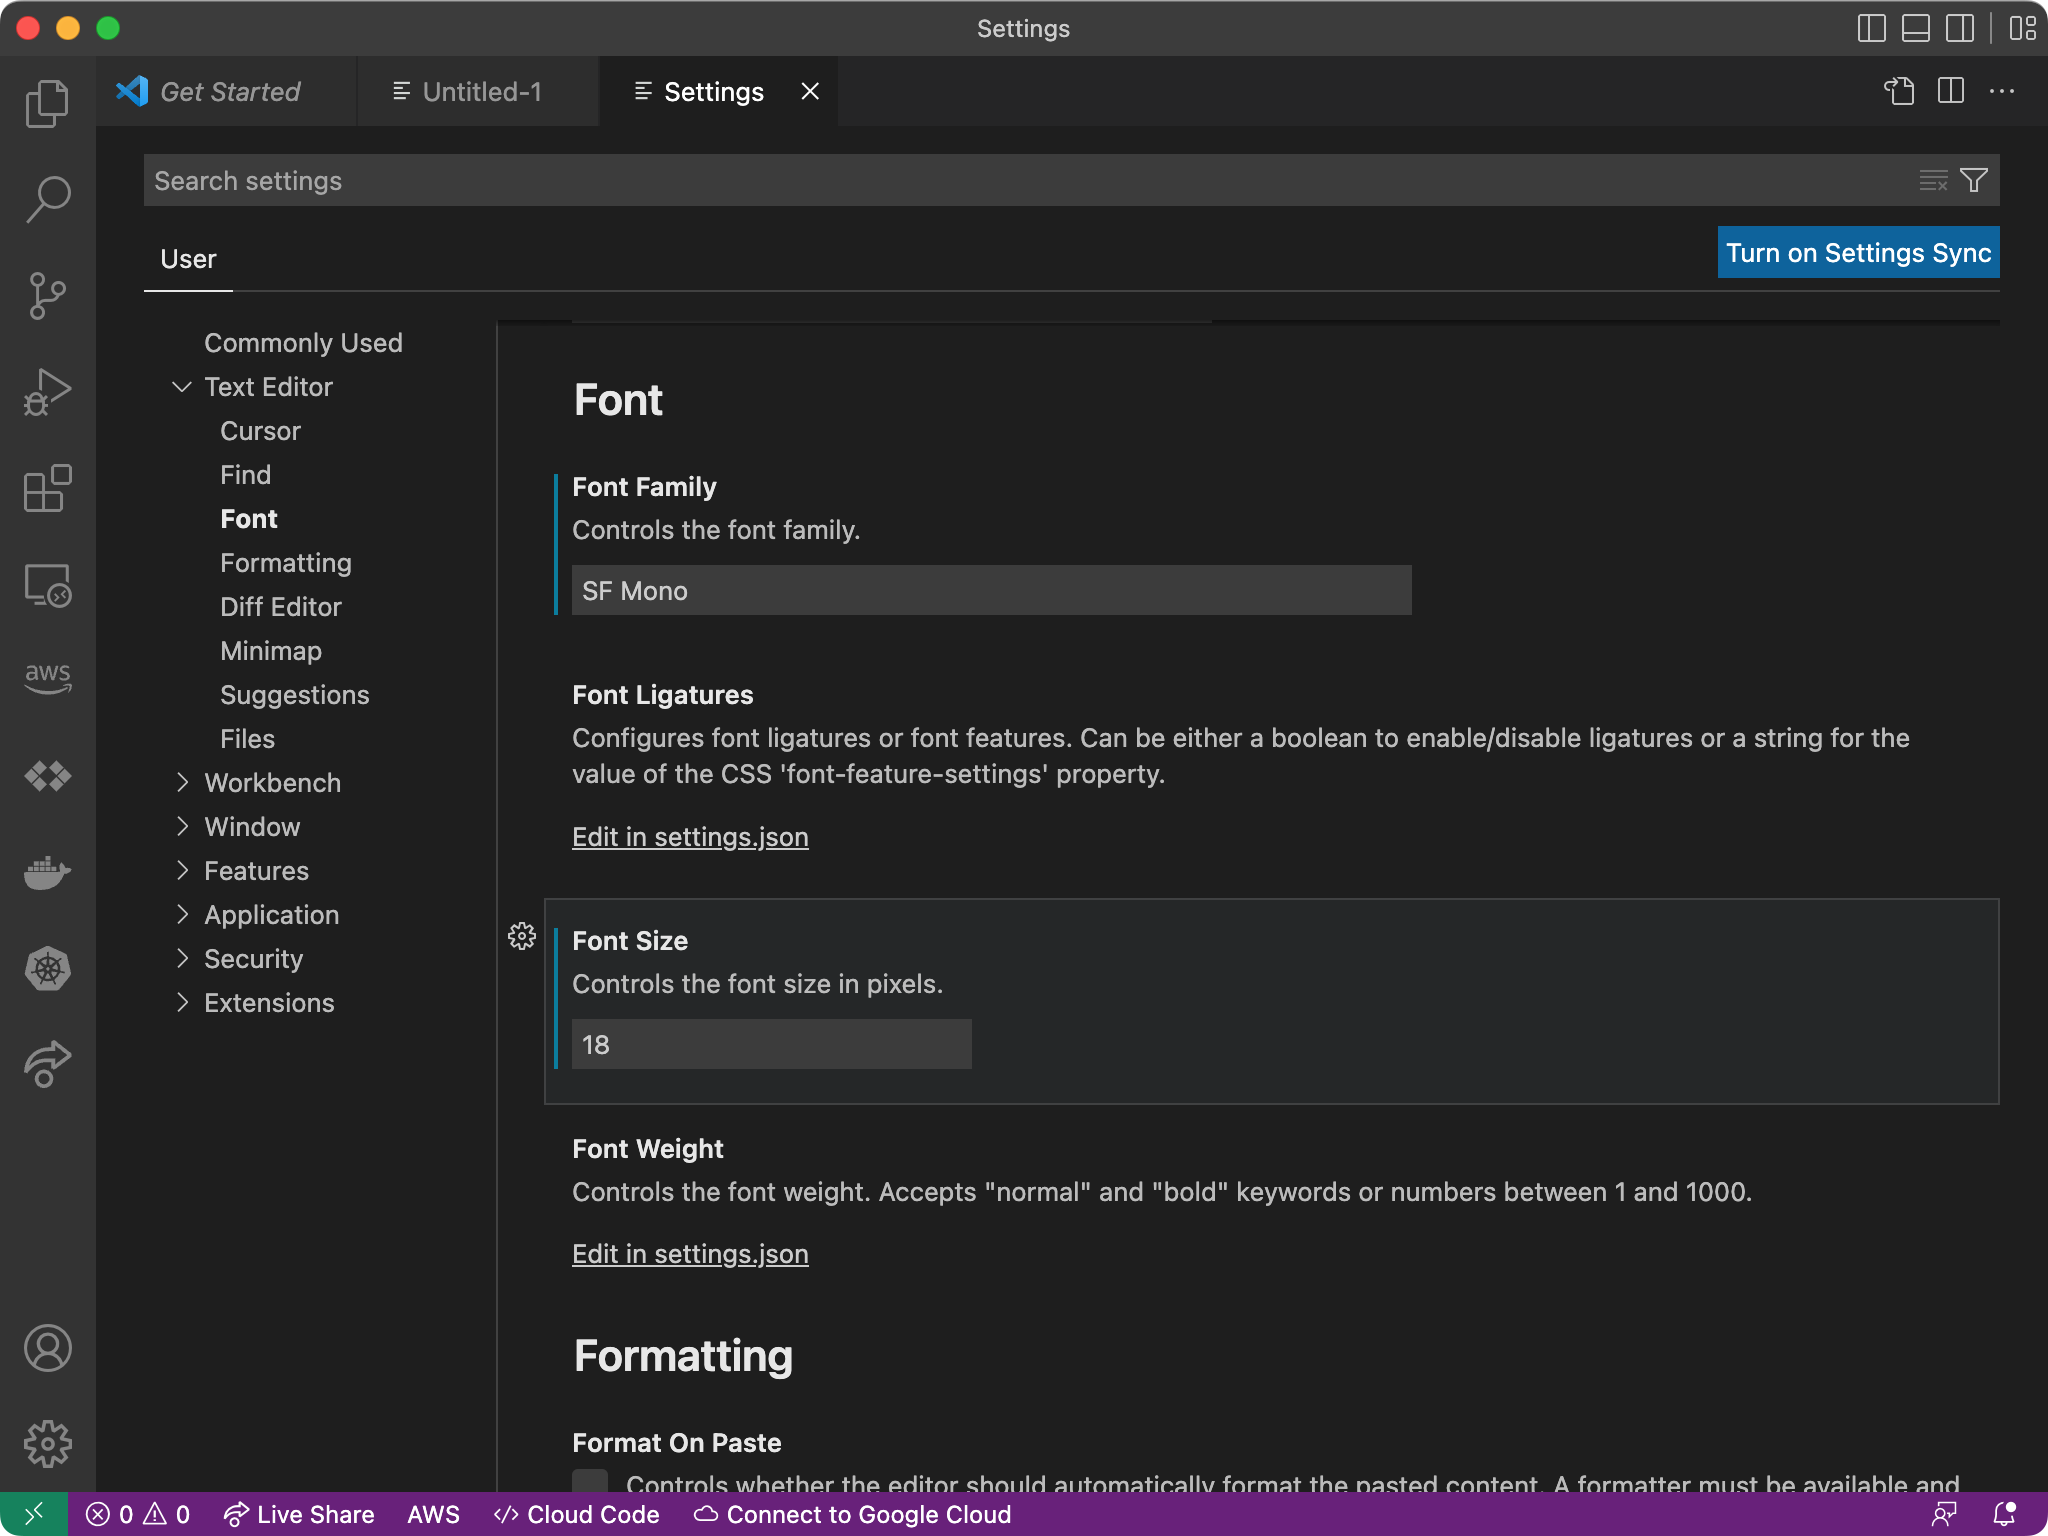 Settings
Get Started
Untitled-1
Settings
Search settings
User
Turn on Settings Sync
Commonly Used
Text Editor
Cursor
Find
Font
Formatting
Diff Editor
Minimap
Suggestions
Files
Workbench
Window
Features
Application
Security
Extensions
Font
Font Family
Controls the font family.
SF Mono
Font Ligatures
Configures font ligatures or font features. Can be either a boolean to enable/disable ligatures or a string for the
value of the CSS 'font-feature-settings' property.
Edit in settings.json
Font Size
Controls the font size in pixels.
18
Font Weight
Controls the font weight. Accepts "normal" and "bold" keywords or numbers between 1 and 1000.
Edit in settings.json
Formatting
Format On Paste
Controls whether the editor should automatically format the pasted content. A formatter must be available and
aws
0 0 Live Share AWS Cloud Code Connect to Google Cloud